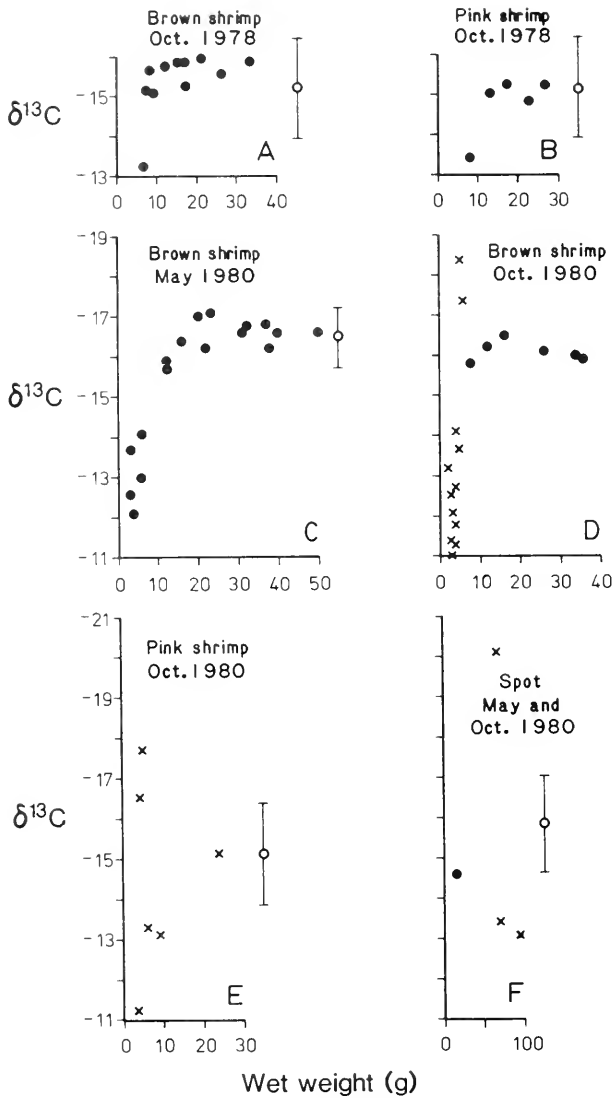 Brown shrimp
Oct. 1978
Pink shrimp
Oct. 1978
δ¹³C
-15
-13
A
B
0 10 20 30 40
0 10 20 30
-19
-17
-15
-13
-11
Brown shrimp
May 1980
Brown shrimp
Oct. 1980
δ¹³C
C
D
0 10 20 30 40 50
0 10 20 30 40
-21
-19
-17
-15
-13
-11
Pink shrimp
Oct. 1980
Spot
May and
Oct. 1980
δ¹³C
E
F
0 10 20 30
0 100
Wet weight (g)